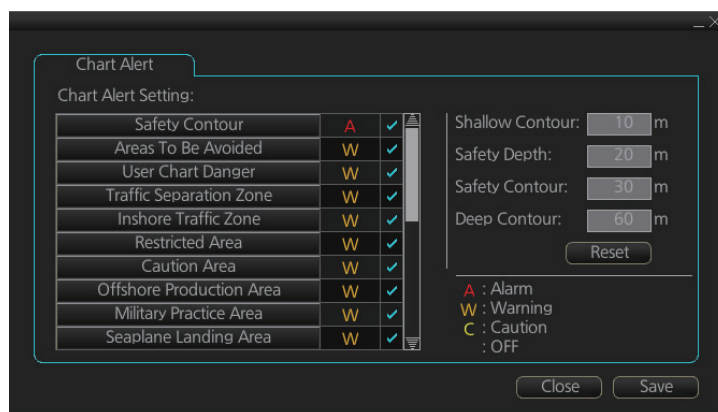 Chart Alert
Chart Alert Setting:
Safety Contour A
Areas To Be Avoided W
User Chart Danger W
Traffic Separation Zone W
Inshore Traffic Zone W
Restricted Area W
Caution Area W
Offshore Production Area W
Military Practice Area W
Seaplane Landing Area W
Shallow Contour: 10 m
Safety Depth: 20 m
Safety Contour: 30 m
Deep Contour: 60 m
Reset
A : Alarm
W : Warning
C : Caution
: OFF
Close Save